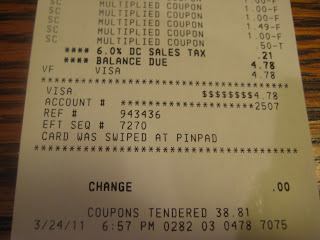 SC MULTIPLIED COUPON 1.00-F
SC MULTIPLIED COUPON 1.00-F
SC MULTIPLIED COUPON 1.49-F
SC MULTIPLIED COUPON 1.00-F
SC MULTIPLIED COUPON .50-T
**** 6.0% DC SALES TAX .21
**** BALANCE DUE 4.78
VF VISA 4.78
VISA $$$$$$$$4.78
ACCOUNT # ****************2507
REF # 943436
EFT SEQ # 7270
CARD WAS SWIPED AT PINPAD
CHANGE .00
COUPONS TENDERED 38.81
3/24/11 6:57 PM 0282 03 0478 7075